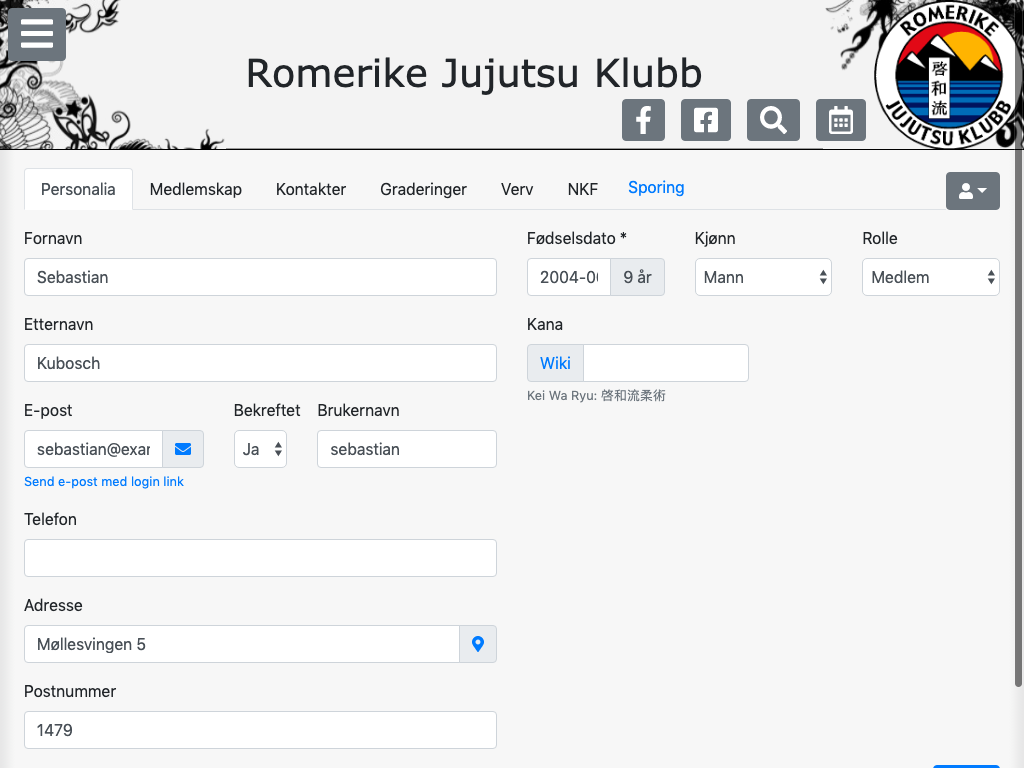 Romerike Jujutsu Klubb
ROMERIKE
啓和流
JUJUTSU KLUBB
Personalia Medlemskap Kontakter Graderinger Verv NKF Sporing
Fornavn Fødselsdato * Kjønn Rolle
Sebastian 2004-0 9 år Mann Medlem
Etternavn Kana
Kubosch Wiki
Kei Wa Ryu: 啓和流柔術
E-post Bekreftet Brukernavn
sebastian@exar Ja sebastian
Send e-post med login link
Telefon
Adresse
Møllesvingen 5
Postnummer
1479